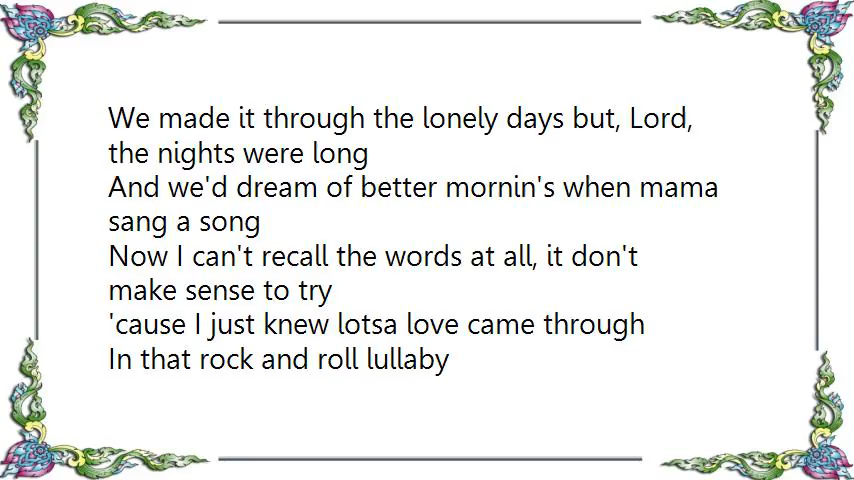 We made it through the lonely days but, Lord,
the nights were long
And we'd dream of better mornin's when mama
sang a song
Now I can't recall the words at all, it don't
make sense to try
'cause I just knew lotsa love came through
In that rock and roll lullaby